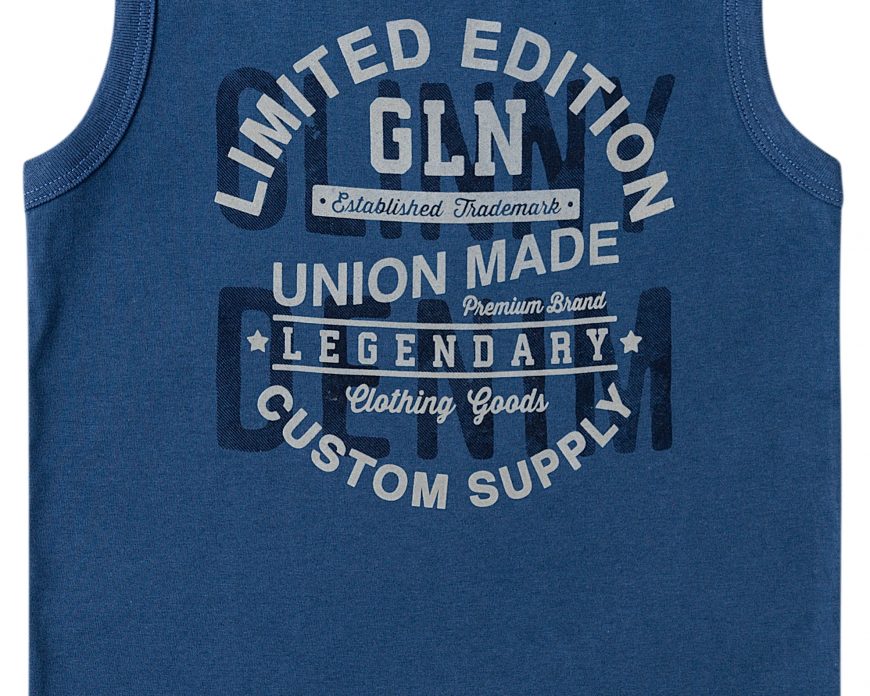 LIMITED EDITION
GLINNY
GLN
• Established Trademark •
UNION MADE
Premium Brand
DENIM
LEGENDARY
Clothing Goods
CUSTOM SUPPLY